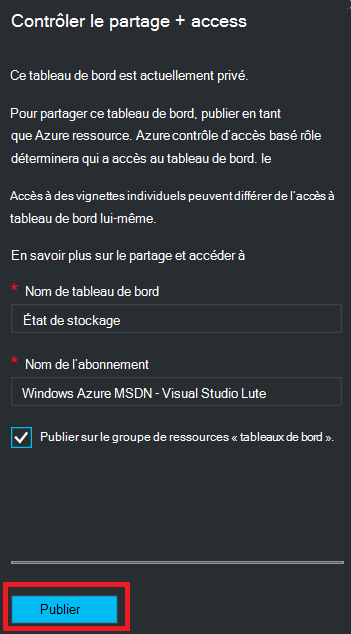 Contrôler le partage + access
Ce tableau de bord est actuellement privé.
Pour partager ce tableau de bord, publier en tant
que Azure ressource. Azure contrôle d'accès basé rôle
déterminera qui a accès au tableau de bord. le
Accès à des vignettes individuels peuvent différer de l'accès à
tableau de bord lui-même.
En savoir plus sur le partage et accéder à
* Nom de tableau de bord
État de stockage
* Nom de l'abonnement
Windows Azure MSDN - Visual Studio Lute
Publier sur le groupe de ressources « tableaux de bord ».
Publier